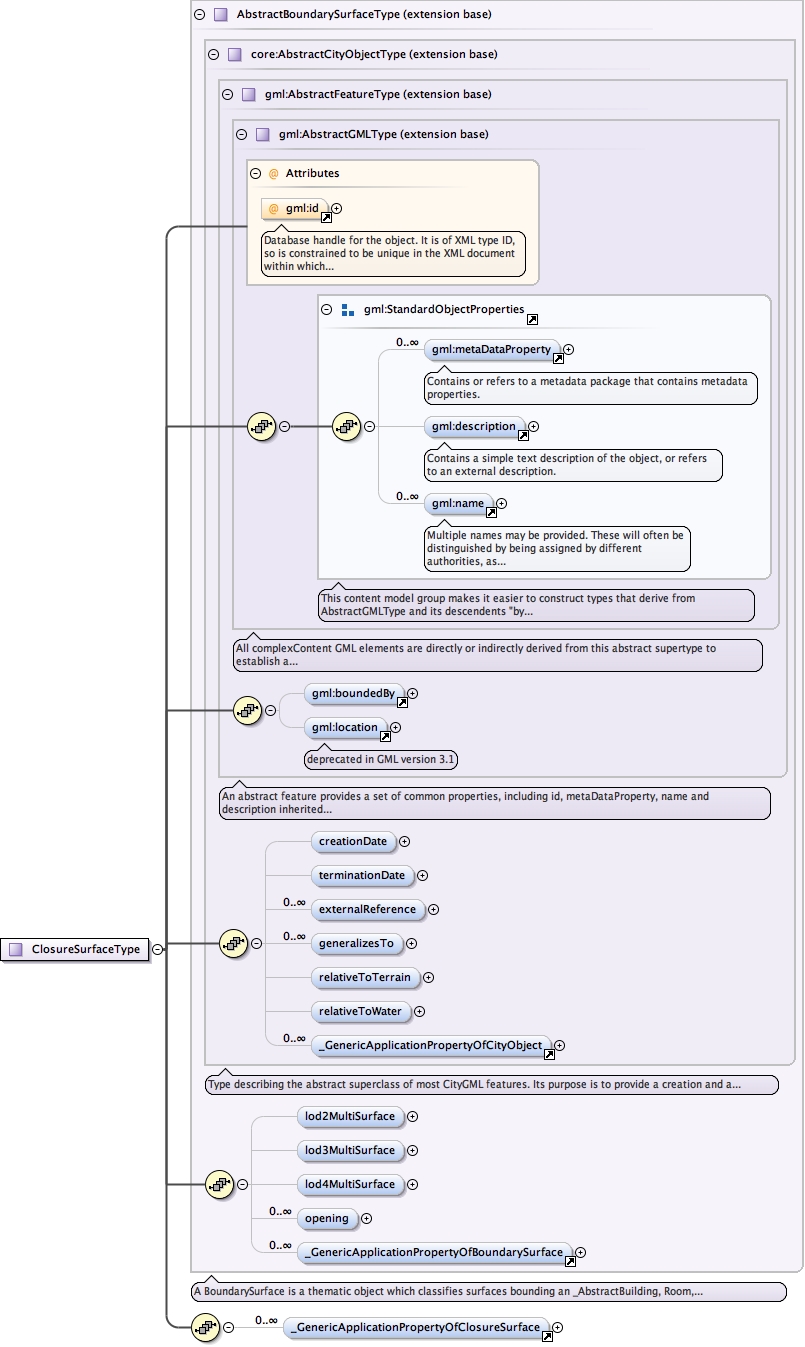 AbstractBoundarySurfaceType (extension base)
core:AbstractCityObjectType (extension base)
gml:AbstractFeatureType (extension base)
gml:AbstractGMLType (extension base)
@ Attributes
@ gml:id
Database handle for the object. It is of XML type ID,
so is constrained to be unique in the XML document
within which...
gml:StandardObjectProperties
0..∞
gml:metaDataProperty
Contains or refers to a metadata package that contains metadata
properties.
gml:description
Contains a simple text description of the object, or refers
to an external description.
0..∞
gml:name
Multiple names may be provided. These will often be
distinguished by being assigned by different
authorities, as...
This content model group makes it easier to construct types that derive from
AbstractGMLType and its descendents "by...
All complexContent GML elements are directly or indirectly derived from this abstract supertype to
establish a...
gml:boundedBy
gml:location
deprecated in GML version 3.1
An abstract feature provides a set of common properties, including id, metaDataProperty, name and
description inherited...
creationDate
terminationDate
0..∞
externalReference
0..∞
generalizesTo
ClosureSurfaceType
relativeToTerrain
relativeToWater
0..∞
_GenericApplicationPropertyOfCityObject
Type describing the abstract superclass of most CityGML features. Its purpose is to provide a creation and a...
lod2MultiSurface
lod3MultiSurface
lod4MultiSurface
0..∞
opening
0..∞
_GenericApplicationPropertyOfBoundarySurface
A BoundarySurface is a thematic object which classifies surfaces bounding an _AbstractBuilding, Room,...
0..∞
_GenericApplicationPropertyOfClosureSurface